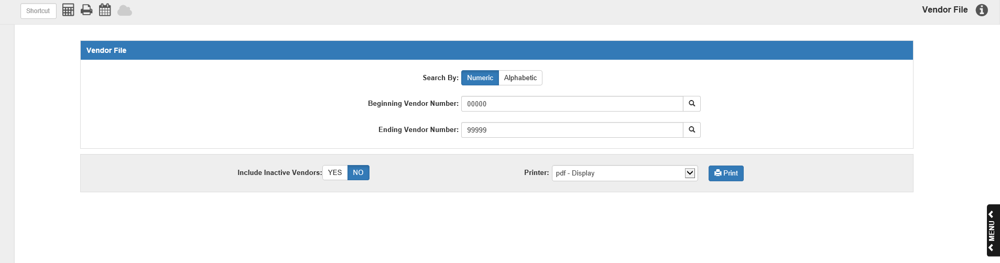 Shortcut
Vendor File
Vendor File
Search By: Numeric Alphabetic
Beginning Vendor Number: 00000
Ending Vendor Number: 99999
Include Inactive Vendors: YES NO Printer: pdf - Display Print
MENU